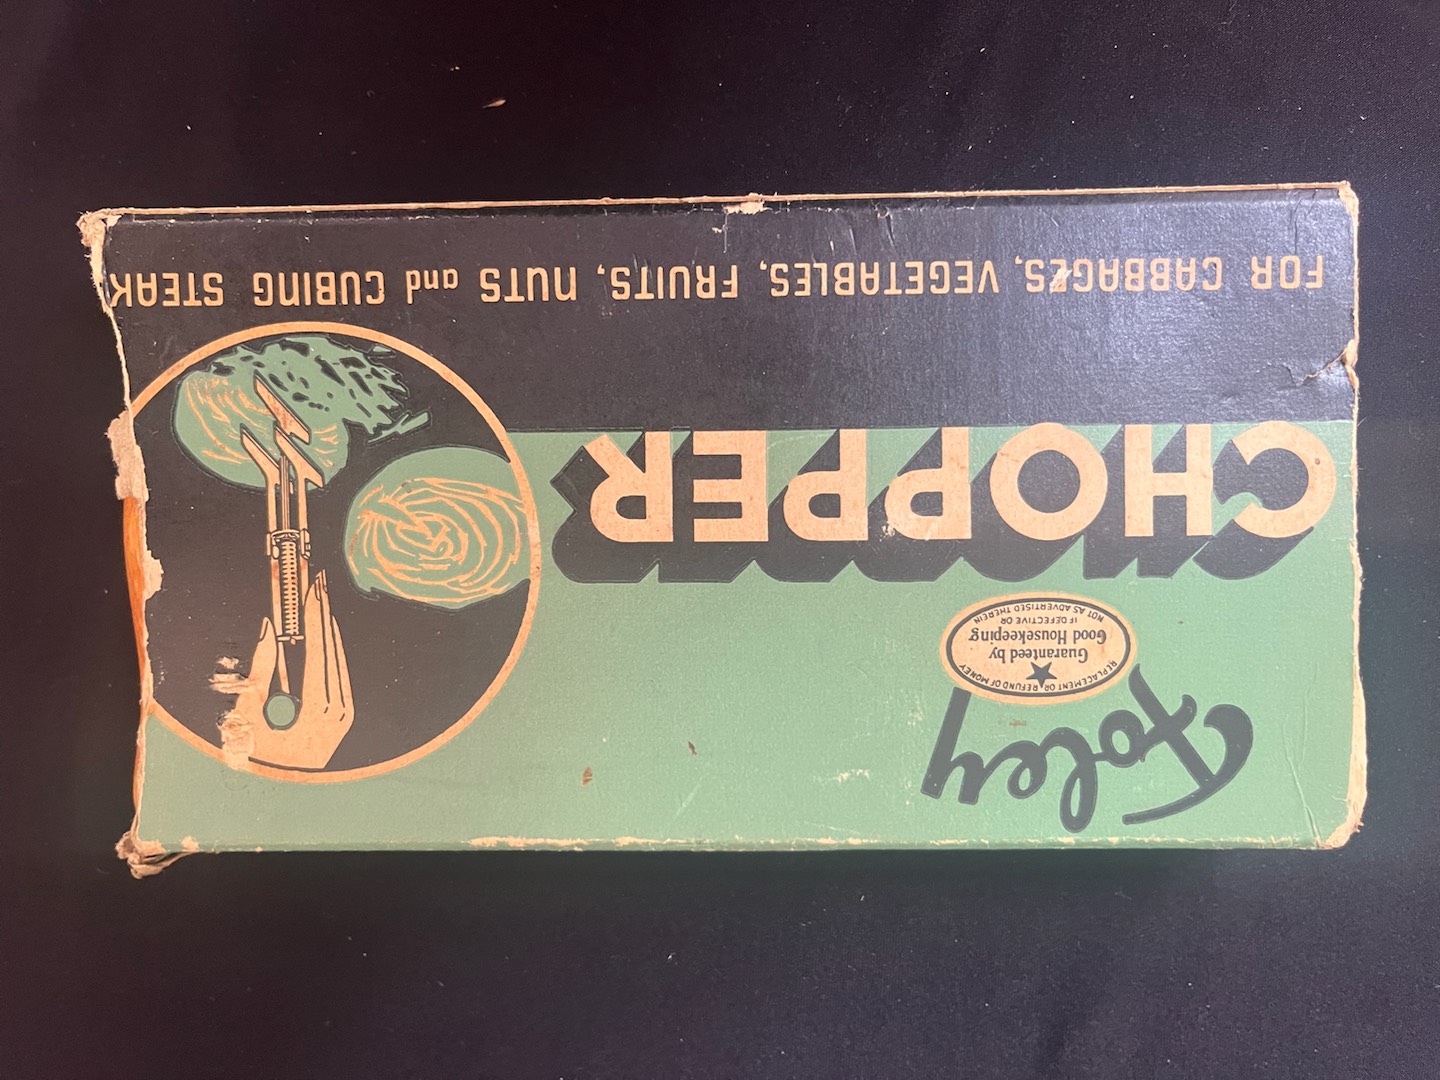 Foley
REPLACEMENT OR REFUND OF MONEY
Guaranteed by
Good Housekeeping
IF DEFECTIVE OR
NOT AS ADVERTISED THEREIN
CHOPPER
FOR CABBAGES, VEGETABLES, FRUITS, NUTS and CUBING STEAK